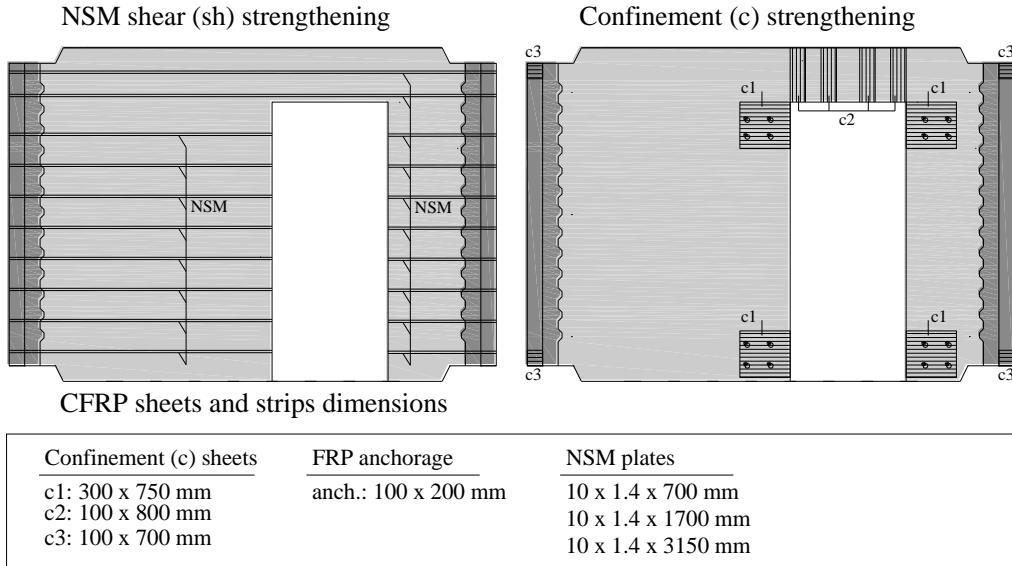 NSM shear (sh) strengthening
Confinement (c) strengthening
NSM
NSM
c3
c3
c1
c1
c2
c1
c1
c3
c3
CFRP sheets and strips dimensions
Confinement (c) sheets
c1: 300 x 750 mm
c2: 100 x 800 mm
c3: 100 x 700 mm
FRP anchorage
anch.: 100 x 200 mm
NSM plates
10 x 1.4 x 700 mm
10 x 1.4 x 1700 mm
10 x 1.4 x 3150 mm